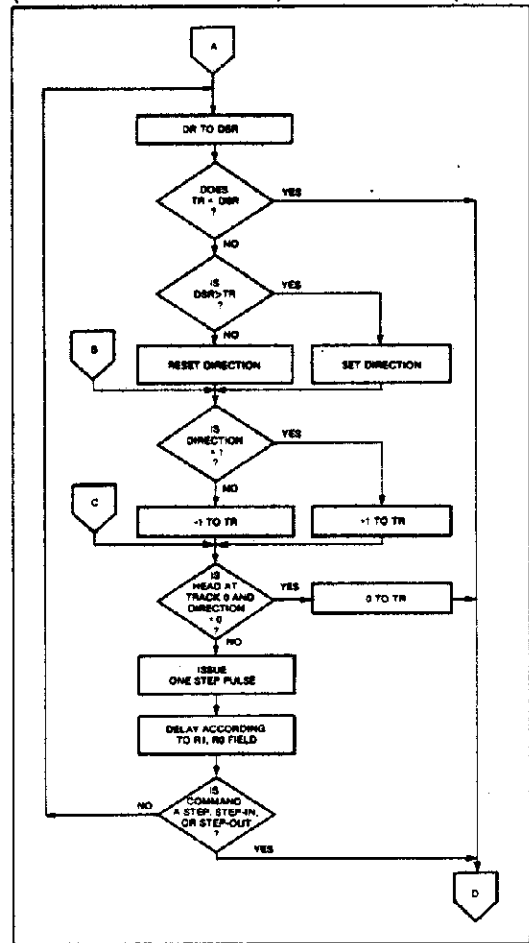 A
DR TO DSR
DOES
TR = DSR
?
YES
NO
IS
DSR>TR
?
YES
NO
B
RESET DIRECTION
SET DIRECTION
IS
DIRECTION
= 1
?
YES
NO
C
-1 TO TR
+1 TO TR
IS
HEAD AT
TRACK 0 AND
DIRECTION
= 0
?
YES
0 TO TR
NO
ISSUE
ONE STEP PULSE
DELAY ACCORDING
TO R1, R0 FIELD
IS
COMMAND
A STEP, STEP-IN,
OR STEP-OUT
?
NO
YES
D